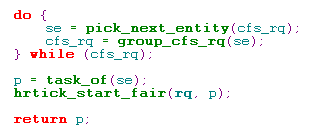 do {
se = pick_next_entity(cfs_rq);
cfs_rq = group_cfs_rq(se);
} while (cfs_rq);
p = task_of(se);
hrtick_start_fair(rq, p);
return p;